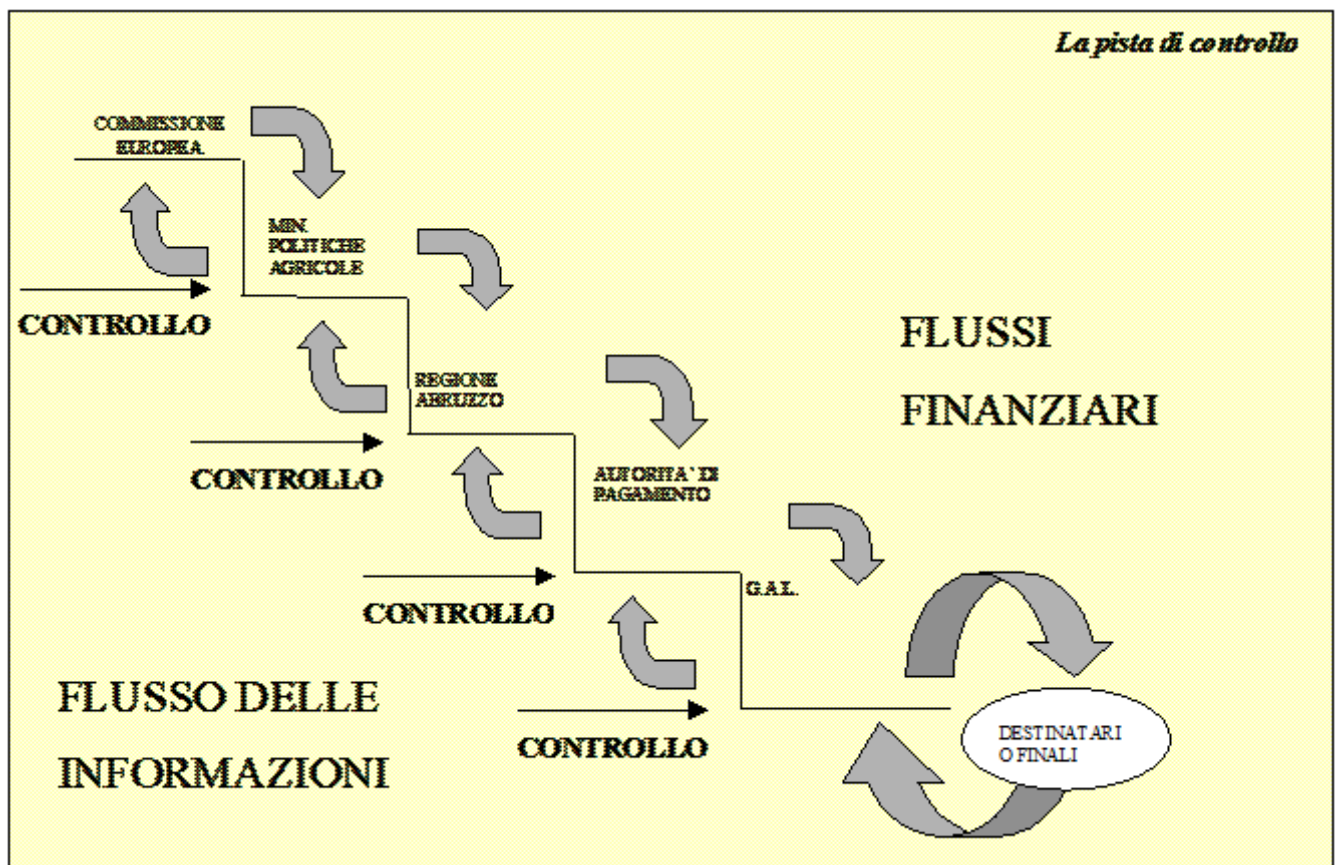 La pista di controllo
COMMISSIONE
EUROPEA
MIN.
POLITICHE
AGRICOLE
CONTROLLO
REGIONE
ABRUZZO
FLUSSI
FINANZIARI
CONTROLLO
AUTORITA' DI
PAGAMENTO
G.A.L.
CONTROLLO
FLUSSO DELLE
INFORMAZIONI
CONTROLLO
DESTINATARI
O FINALI